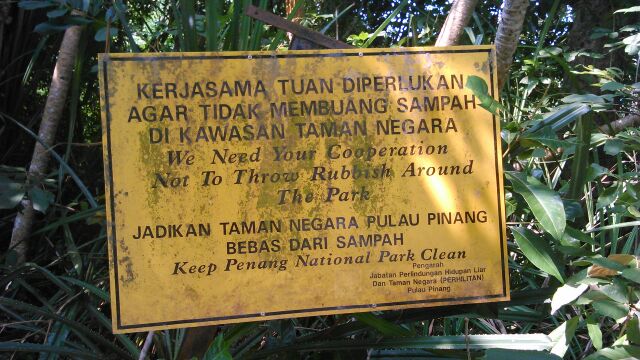 KERJASAMA TUAN DIPERLUKAN
AGAR TIDAK MEMBUANG SAMPAH
DI KAWASAN TAMAN NEGARA
We Need Your Cooperation
Not To Throw Rubbish Around
The Park
JADIKAN TAMAN NEGARA PULAU PINANG
BEBAS DARI SAMPAH
Keep Penang National Park Clean
Pengarah
Jabatan Perlindungan Hidupan Liar
Dan Taman Negara (PERHILITAN)
Pulau Pinang